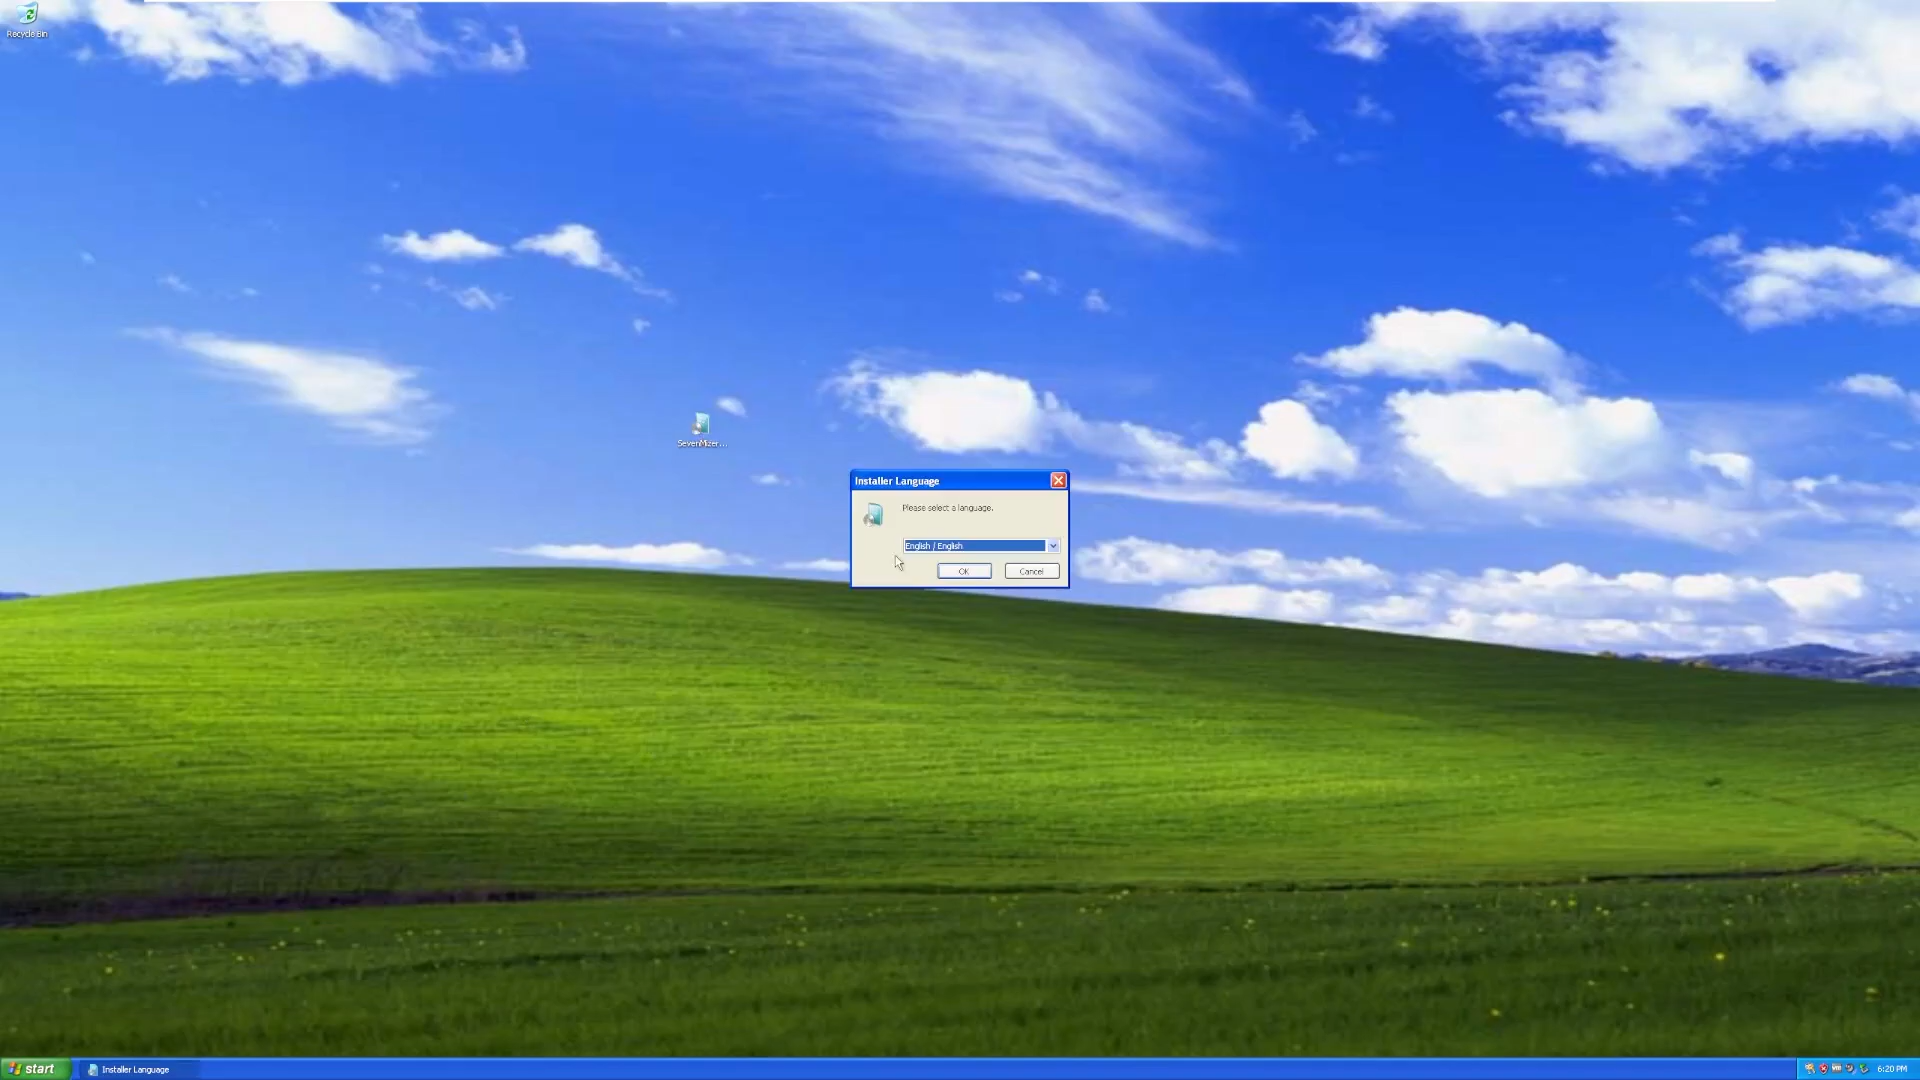 Recycle Bin
SevenMizer...
Installer Language
Please select a language.
English / English
OK
Cancel
start
Installer Language
6:20 PM